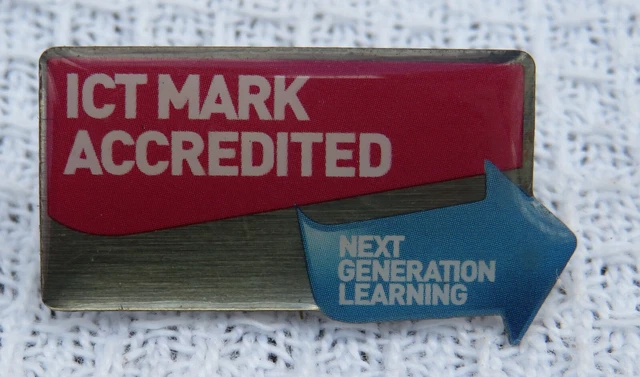 ICT MARK
ACCREDITED
NEXT
GENERATION
LEARNING